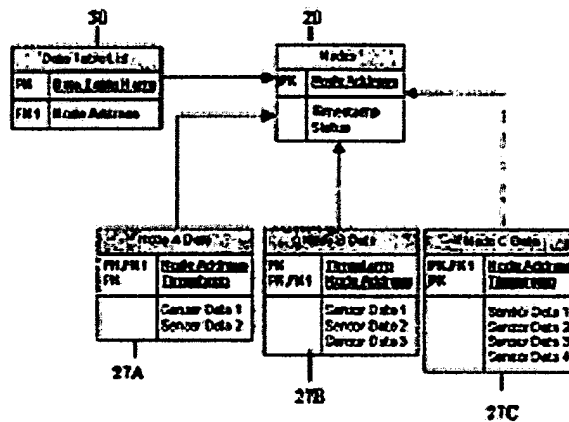 30
20
Data Table List
Nodes
PK Data Table Name
PK Node Address
FK1 Node Address
Timestamp
Status
Node A Data
Node B Data
Node C Data
PK,FK1 Node Address
PK Timestamp
PK Timestamp
PK,FK1 Node Address
PK,FK1 Node Address
PK Timestamp
Sensor Data 1
Sensor Data 2
Sensor Data 1
Sensor Data 2
Sensor Data 3
Sensor Data 1
Sensor Data 2
Sensor Data 3
Sensor Data 4
27A
27B
27C